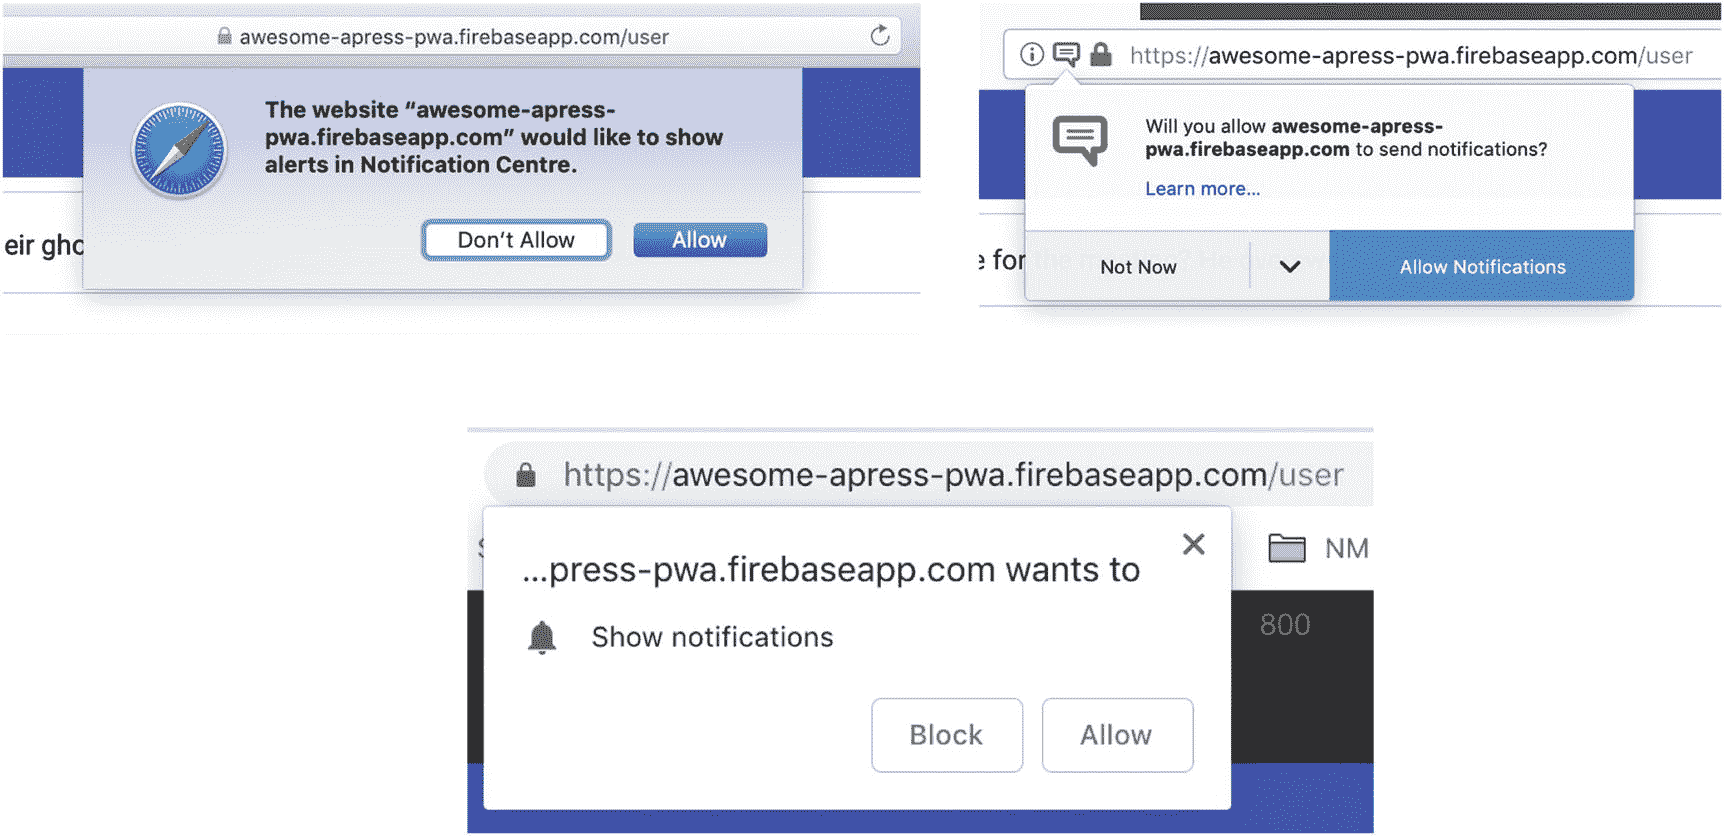 awesome-apress-pwa.firebaseapp.com/user
The website “awesome-apress-
pwa.firebaseapp.com” would like to show
alerts in Notification Centre.
Don’t Allow
Allow
eir gho
https://awesome-apress-pwa.firebaseapp.com/user
Will you allow awesome-apress-
pwa.firebaseapp.com to send notifications?
Learn more...
e for
Not Now
Allow Notifications
https://awesome-apress-pwa.firebaseapp.com/user
NM
...press-pwa.firebaseapp.com wants to
Show notifications
800
Block
Allow